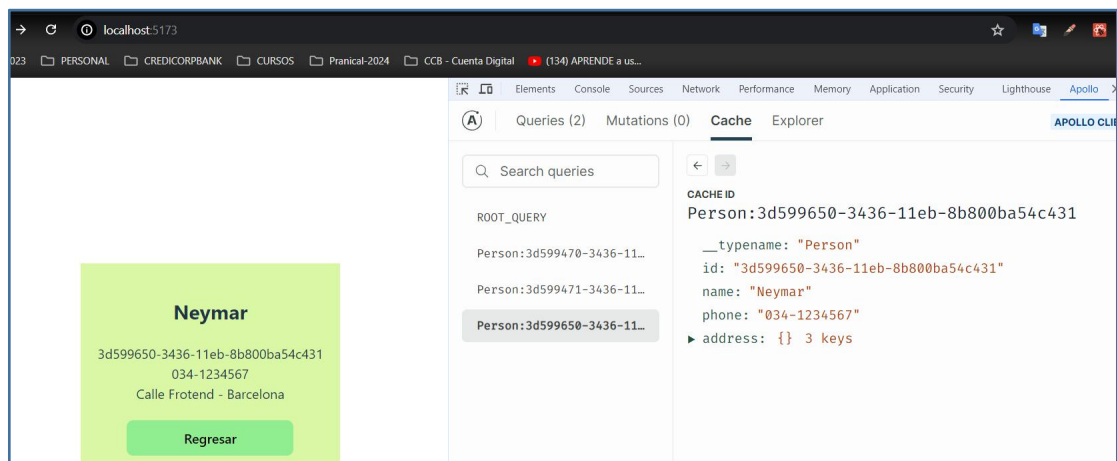 localhost:5173
023 PERSONAL CREDICORPBANK CURSOS Pranical-2024 CCB - Cuenta Digital (134) APRENDE a us...
Elements Console Sources Network Performance Memory Application Security Lighthouse Apollo
Queries (2) Mutations (0) Cache Explorer APOLLO CLIE
Search queries
ROOT_QUERY
Person:3d599470-3436-11…
Person:3d599471-3436-11…
Person:3d599650-3436-11…
CACHE ID
Person:3d599650-3436-11eb-8b800ba54c431
__typename: "Person"
id: "3d599650-3436-11eb-8b800ba54c431"
name: "Neymar"
phone: "034-1234567"
▶ address: {} 3 keys
Neymar
3d599650-3436-11eb-8b800ba54c431
034-1234567
Calle Frotend - Barcelona
Regresar